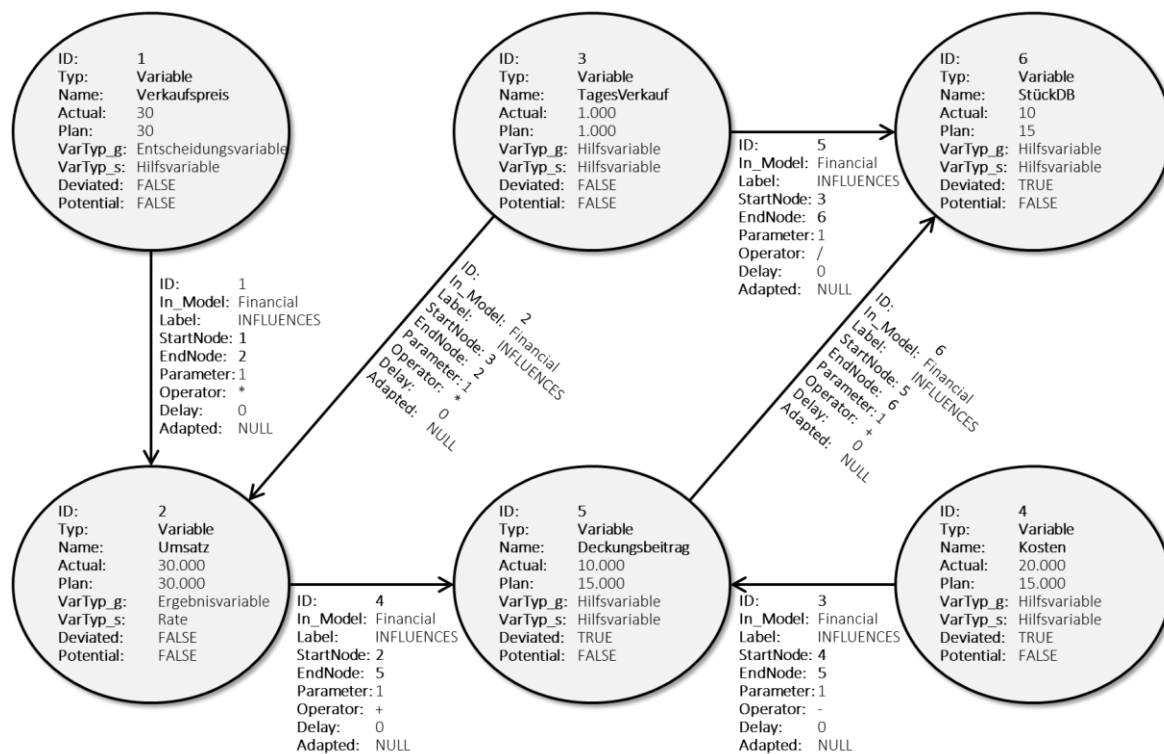 ID: 1
Typ: Variable
Name: Verkaufspreis
Actual: 30
Plan: 30
VarTyp_g: Entscheidungsvariable
VarTyp_s: Hilfsvariable
Deviated: FALSE
Potential: FALSE
ID: 3
Typ: Variable
Name: TagesVerkauf
Actual: 1.000
Plan: 1.000
VarTyp_g: Hilfsvariable
VarTyp_s: Hilfsvariable
Deviated: FALSE
Potential: FALSE
ID: 6
Typ: Variable
Name: StückDB
Actual: 10
Plan: 15
VarTyp_g: Hilfsvariable
VarTyp_s: Hilfsvariable
Deviated: TRUE
Potential: FALSE
ID: 5
In_Model: Financial
Label: INFLUENCES
StartNode: 3
EndNode: 6
Parameter: 1
Operator: /
Delay: 0
Adapted: NULL
ID: 1
In_Model: Financial
Label: INFLUENCES
StartNode: 1
EndNode: 2
Parameter: 1
Operator: *
Delay: 0
Adapted: NULL
ID: 2
In_Model: Financial
Label: INFLUENCES
StartNode: 3
EndNode: 2
Parameter: 1
Operator: *
Delay: 0
Adapted: NULL
ID: 6
In_Model: Financial
Label: INFLUENCES
StartNode: 5
EndNode: 6
Parameter: 1
Operator: +
Delay: 0
Adapted: NULL
ID: 2
Typ: Variable
Name: Umsatz
Actual: 30.000
Plan: 30.000
VarTyp_g: Ergebnisvariable
VarTyp_s: Rate
Deviated: FALSE
Potential: FALSE
ID: 4
In_Model: Financial
Label: INFLUENCES
StartNode: 2
EndNode: 5
Parameter: 1
Operator: +
Delay: 0
Adapted: NULL
ID: 5
Typ: Variable
Name: Deckungsbeitrag
Actual: 10.000
Plan: 15.000
VarTyp_g: Hilfsvariable
VarTyp_s: Hilfsvariable
Deviated: TRUE
Potential: FALSE
ID: 3
In_Model: Financial
Label: INFLUENCES
StartNode: 4
EndNode: 5
Parameter: 1
Operator: -
Delay: 0
Adapted: NULL
ID: 4
Typ: Variable
Name: Kosten
Actual: 20.000
Plan: 15.000
VarTyp_g: Hilfsvariable
VarTyp_s: Hilfsvariable
Deviated: TRUE
Potential: FALSE